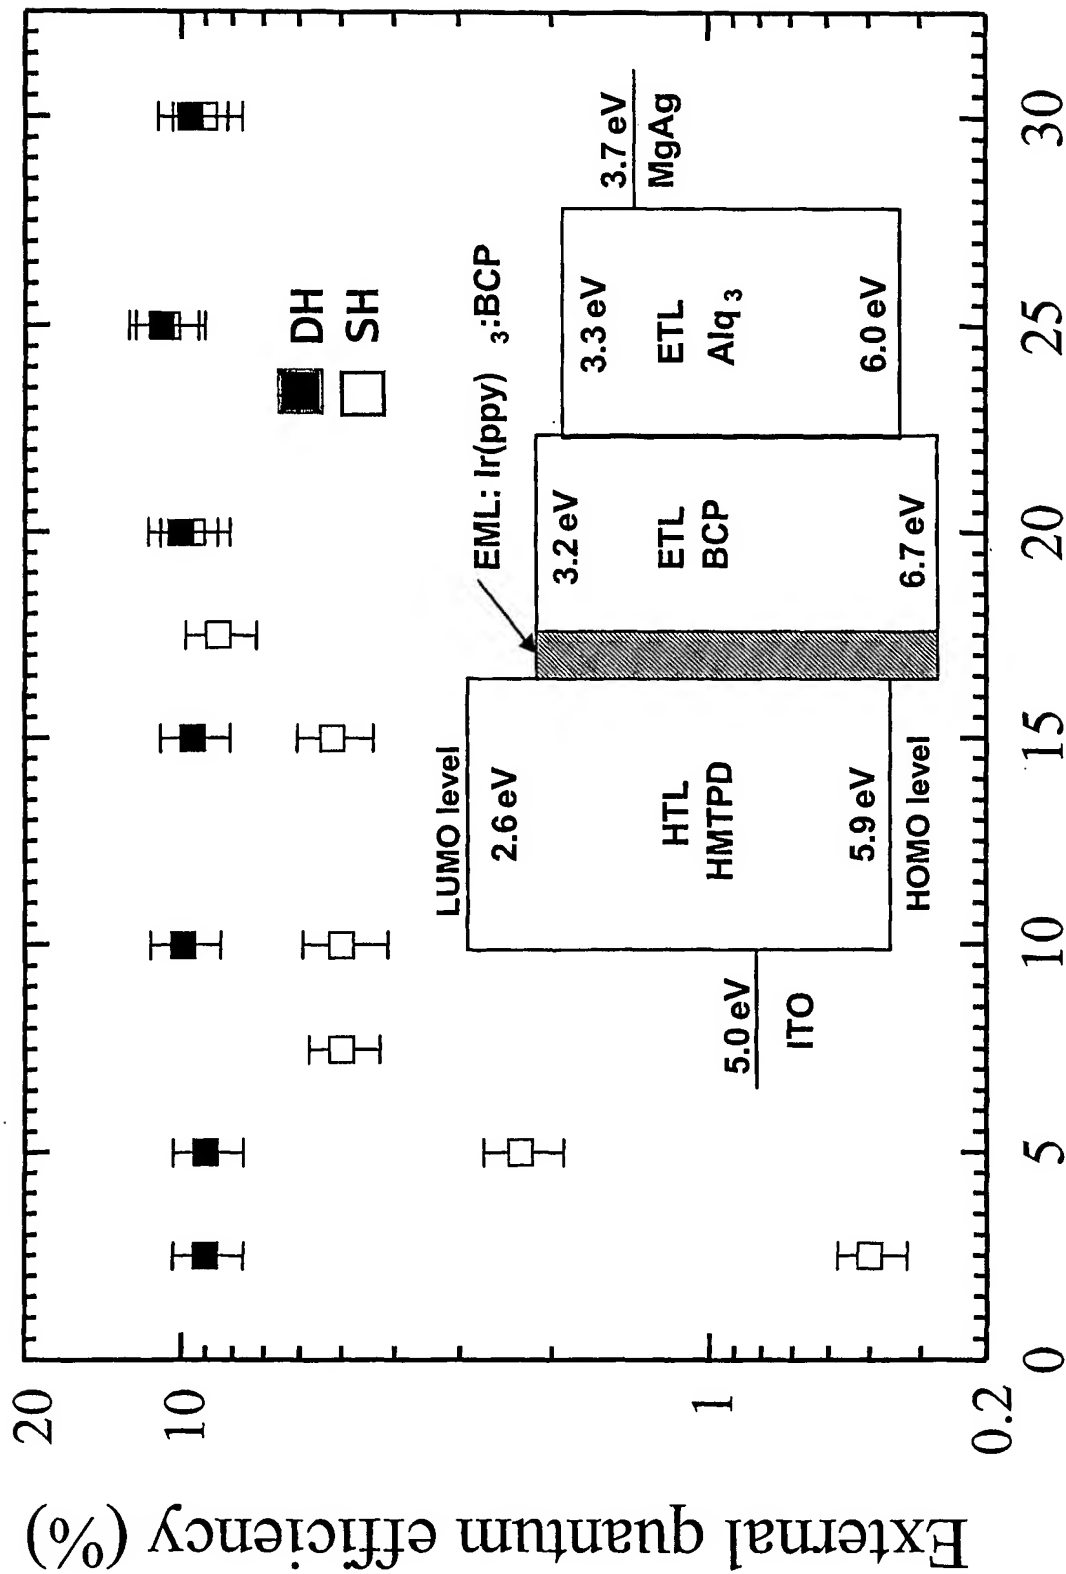 External quantum efficiency (%)
20
10
1
0.2
0
5
10
15
20
25
30
DH
SH
EML: Ir(ppy) 3:BCP
LUMO level
2.6 eV
HTL
HMTPD
5.9 eV
HOMO level
5.0 eV
ITO
3.2 eV
ETL
BCP
6.7 eV
3.3 eV
ETL
Alq 3
6.0 eV
3.7 eV
MgAg